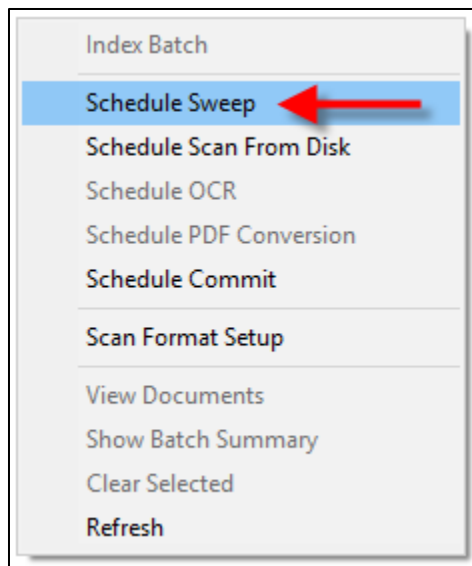 Index Batch
Schedule Sweep
Schedule Scan From Disk
Schedule OCR
Schedule PDF Conversion
Schedule Commit
Scan Format Setup
View Documents
Show Batch Summary
Clear Selected
Refresh